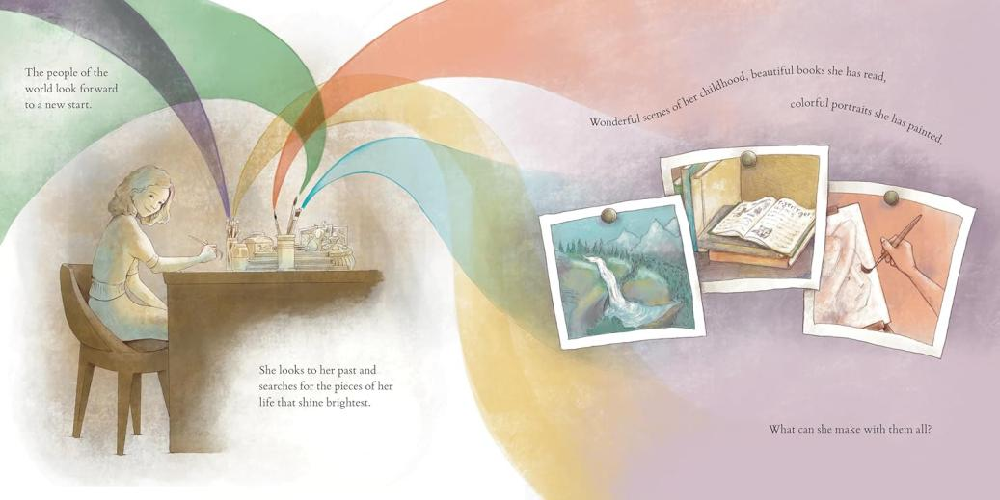 The people of the
world look forward
to a new start.
She looks to her past and
searches for the pieces of her
life that shine brightest.
Wonderful scenes of her childhood, beautiful books she has read,
colorful portraits she has painted.
What can she make with them all?